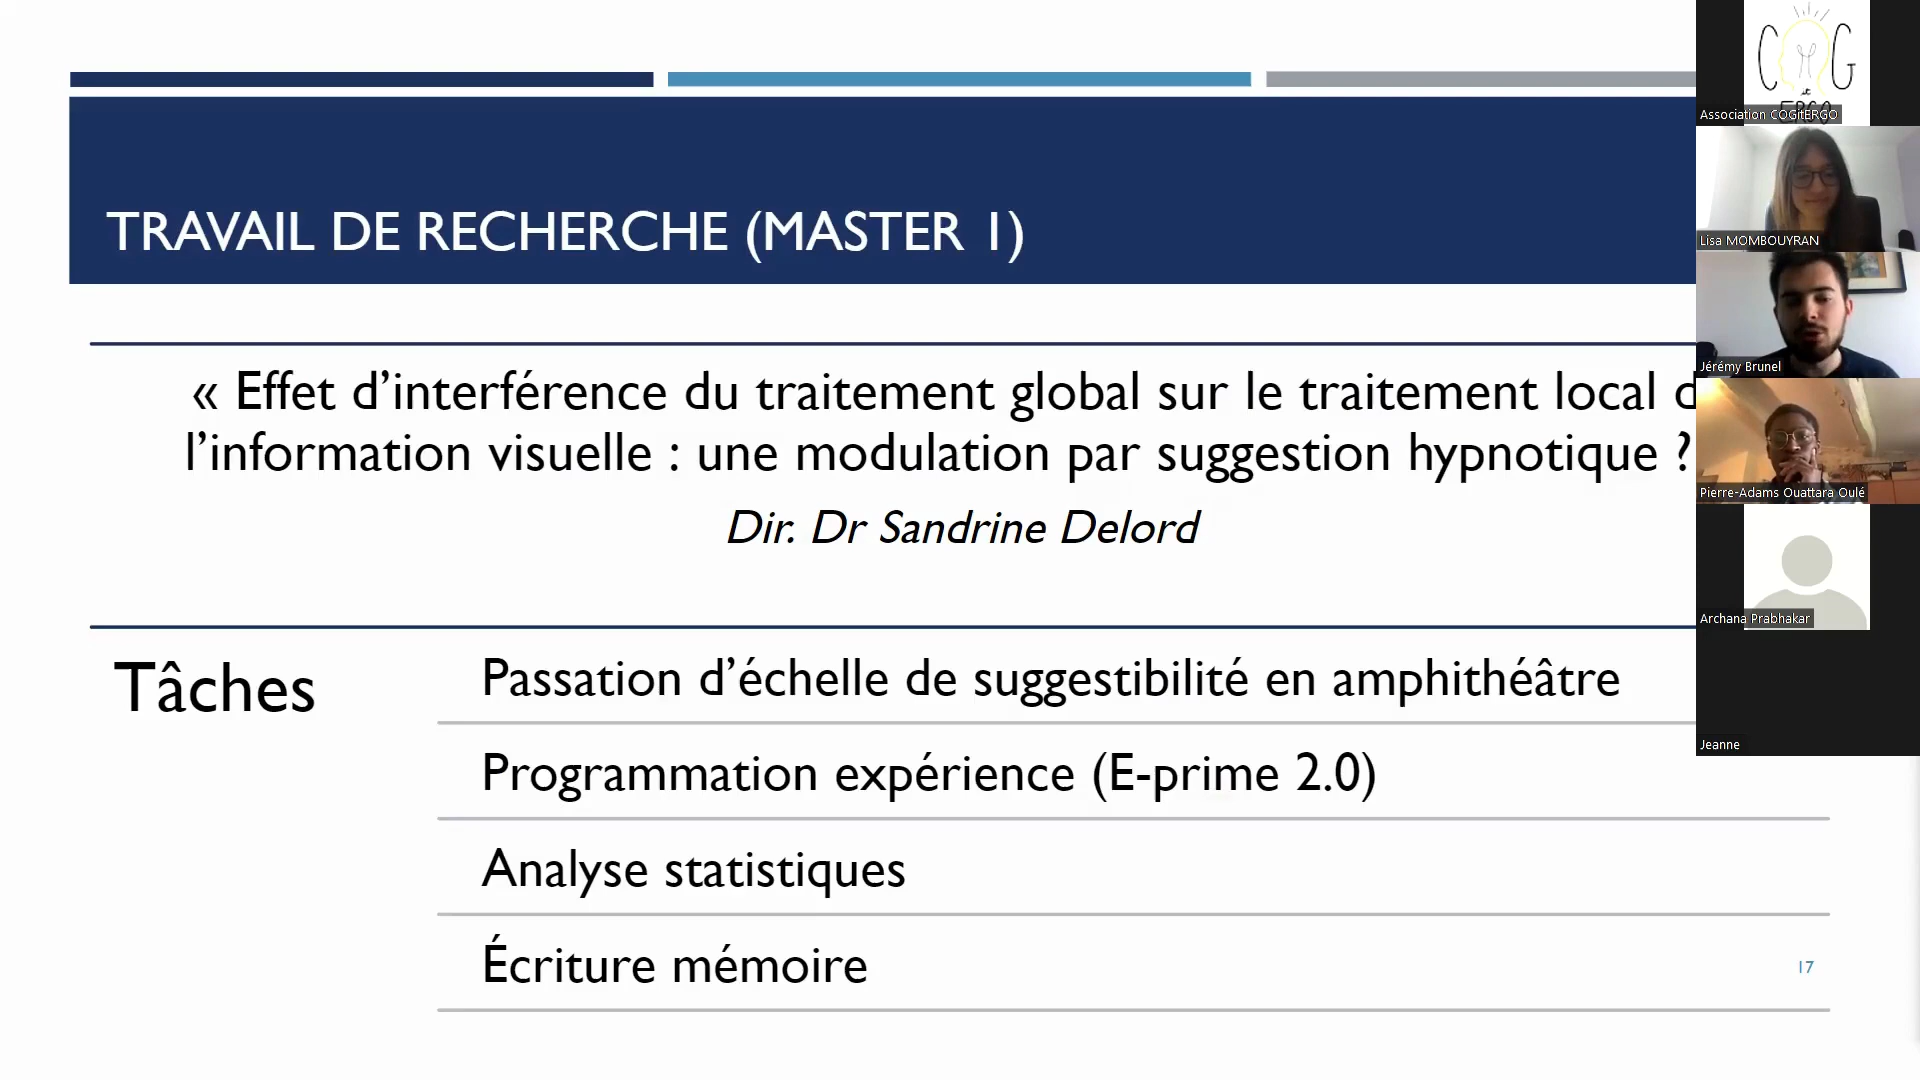 TRAVAIL DE RECHERCHE (MASTER 1)
« Effet d’interférence du traitement global sur le traitement local
l’information visuelle : une modulation par suggestion hypnotique ?
Dir. Dr Sandrine Delord
Tâches
Passation d’échelle de suggestibilité en amphithéâtre
Programmation expérience (E-prime 2.0)
Analyse statistiques
Écriture mémoire
17
C G
it
ERGO
Association COGitERGO
Lisa MOMBOUYRAN
Jérémy Brunel
Pierre-Adams Ouattara Oulé
Archana Prabhakar
Jeanne